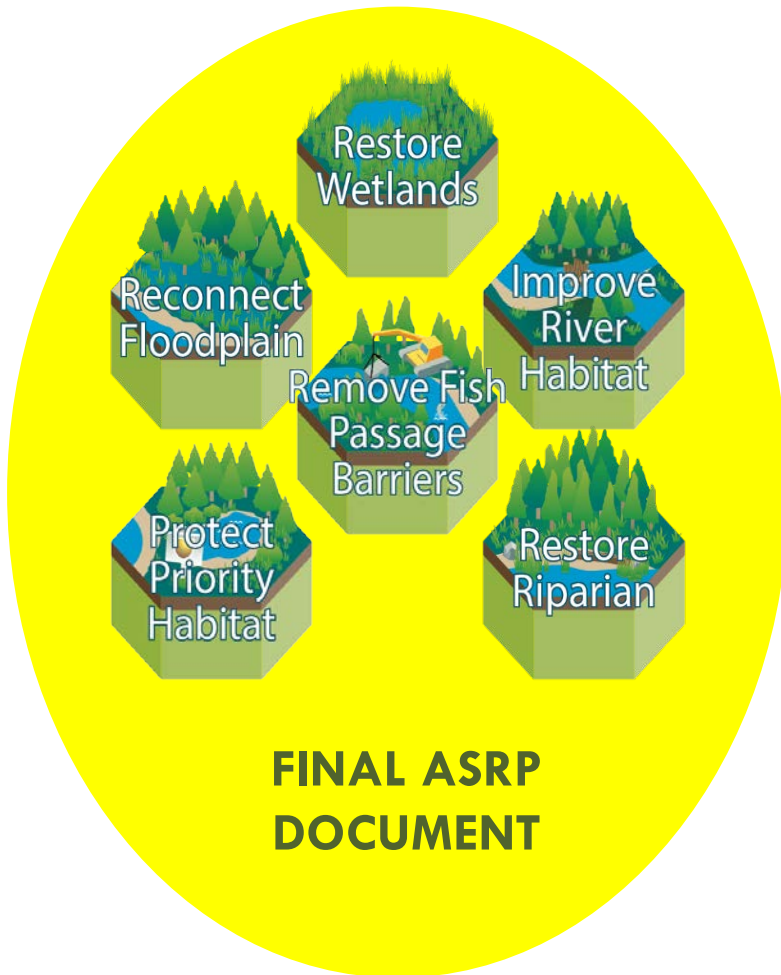 Restore
Wetlands
Reconnect
Floodplain
Improve
River
Habitat
Remove Fish
Passage
Barriers
Protect
Priority
Habitat
Restore
Riparian
FINAL ASRP
DOCUMENT